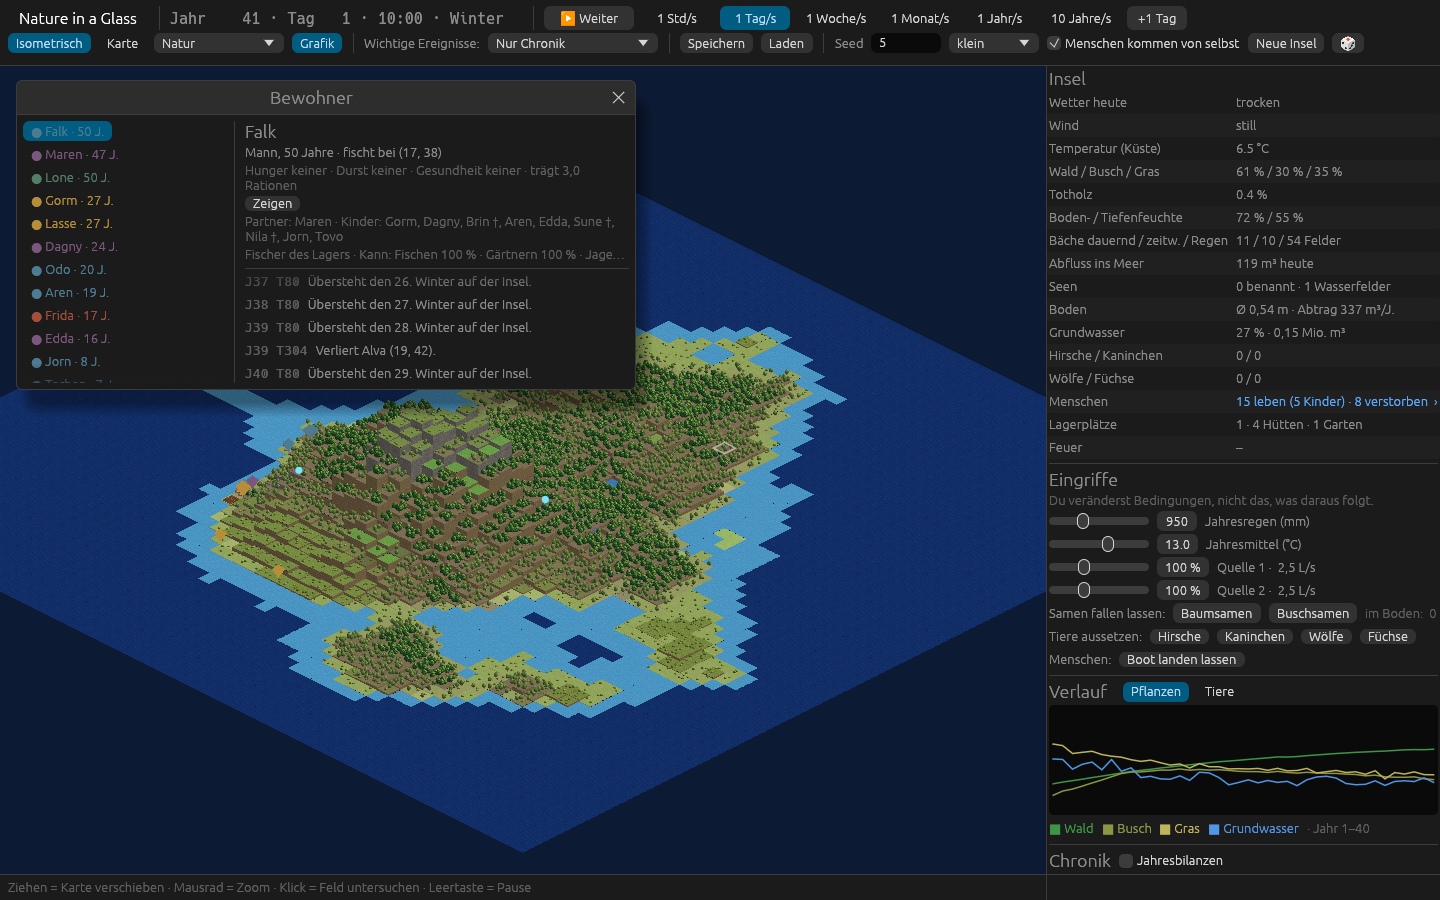 Nature in a Glass
Jahr 41 · Tag 1 · 10:00 · Winter
Weiter
1 Std/s
1 Tag/s
1 Woche/s
1 Monat/s
1 Jahr/s
10 Jahre/s
+1 Tag
Isometrisch
Karte
Natur
Grafik
Wichtige Ereignisse:
Nur Chronik
Speichern
Laden
Seed
5
klein
Menschen kommen von selbst
Neue Insel
Bewohner
Falk · 50 J.
Maren · 47 J.
Lone · 50 J.
Gorm · 27 J.
Lasse · 27 J.
Dagny · 24 J.
Odo · 20 J.
Aren · 19 J.
Frida · 17 J.
Edda · 16 J.
Jorn · 8 J.
Falk
Mann, 50 Jahre · fischt bei (17, 38)
Hunger keiner · Durst keiner · Gesundheit keiner · trägt 3,0
Rationen
Zeigen
Partner: Maren · Kinder: Gorm, Dagny, Brin †, Aren, Edda, Sune †,
Nila †, Jorn, Tovo
Fischer des Lagers · Kann: Fischen 100 % · Gärtnern 100 % · Jage…
J37 T80 Übersteht den 26. Winter auf der Insel.
J38 T80 Übersteht den 27. Winter auf der Insel.
J39 T80 Übersteht den 28. Winter auf der Insel.
J39 T304 Verliert Alva (19, 42).
J40 T80 Übersteht den 29. Winter auf der Insel.
Insel
Wetter heute trocken
Wind still
Temperatur (Küste) 6.5 °C
Wald / Busch / Gras 61 % / 30 % / 35 %
Totholz 0.4 %
Boden- / Tiefenfeuchte 72 % / 55 %
Bäche dauernd / zeitw. / Regen 11 / 10 / 54 Felder
Abfluss ins Meer 119 m³ heute
Seen 0 benannt · 1 Wasserfelder
Boden Ø 0,54 m · Abtrag 337 m³/J.
Grundwasser 27 % · 0,15 Mio. m³
Hirsche / Kaninchen 0 / 0
Wölfe / Füchse 0 / 0
Menschen 15 leben (5 Kinder) · 8 verstorben ›
Lagerplätze 1 · 4 Hütten · 1 Garten
Feuer –
Eingriffe
Du veränderst Bedingungen, nicht das, was daraus folgt.
950 Jahresregen (mm)
13.0 Jahresmittel (°C)
100 % Quelle 1 · 2,5 L/s
100 % Quelle 2 · 2,5 L/s
Samen fallen lassen: Baumsamen Buschsamen im Boden: 0
Tiere aussetzen: Hirsche Kaninchen Wölfe Füchse
Menschen: Boot landen lassen
Verlauf Pflanzen Tiere
Wald Busch Gras Grundwasser · Jahr 1–40
Chronik Jahresbilanzen
Ziehen = Karte verschieben · Mausrad = Zoom · Klick = Feld untersuchen · Leertaste = Pause